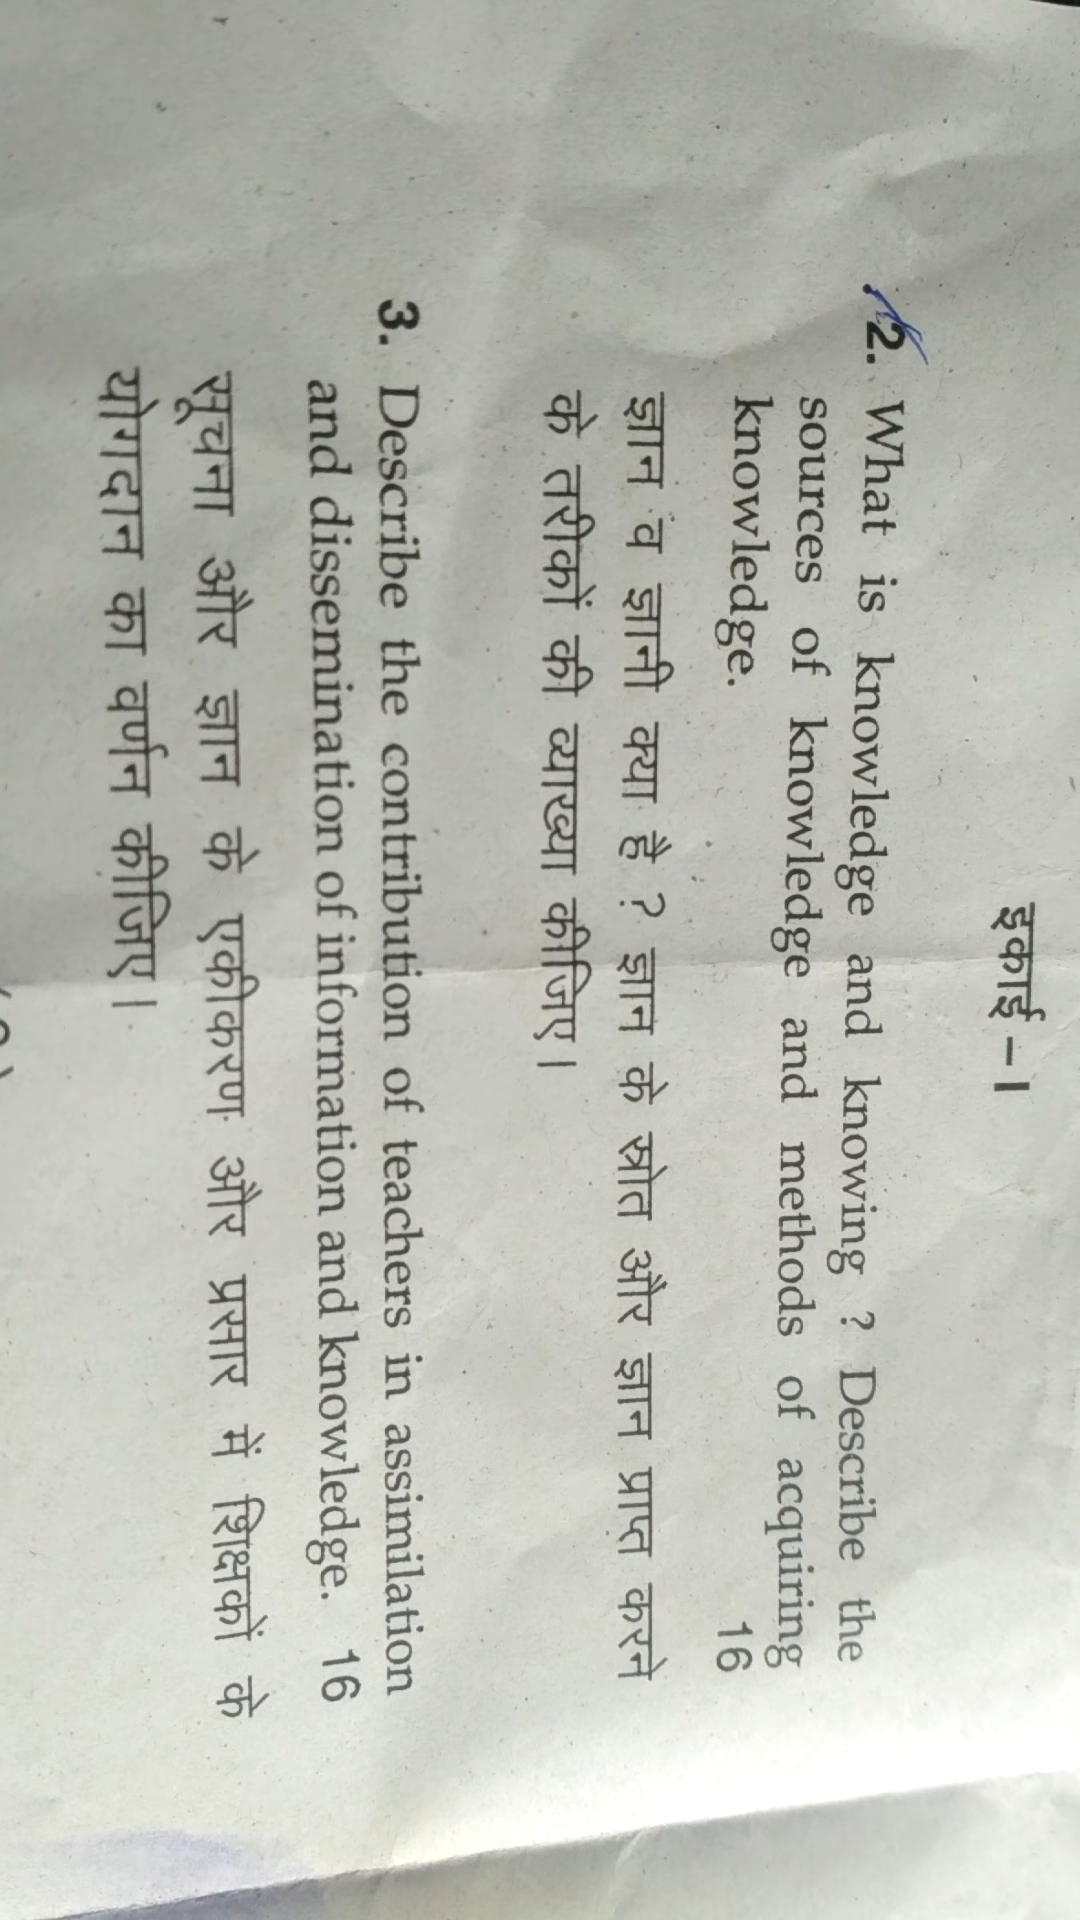 इकाई – I
2. What is knowledge and knowing ? Describe the
sources of knowledge and methods of acquiring
knowledge. 16
ज्ञान व ज्ञानी क्या है ? ज्ञान के स्रोत और ज्ञान प्राप्त करने
के तरीकों की व्याख्या कीजिए।
3. Describe the contribution of teachers in assimilation
and dissemination of information and knowledge. 16
सूचना और ज्ञान के एकीकरण और प्रसार में शिक्षकों के
योगदान का वर्णन कीजिए।